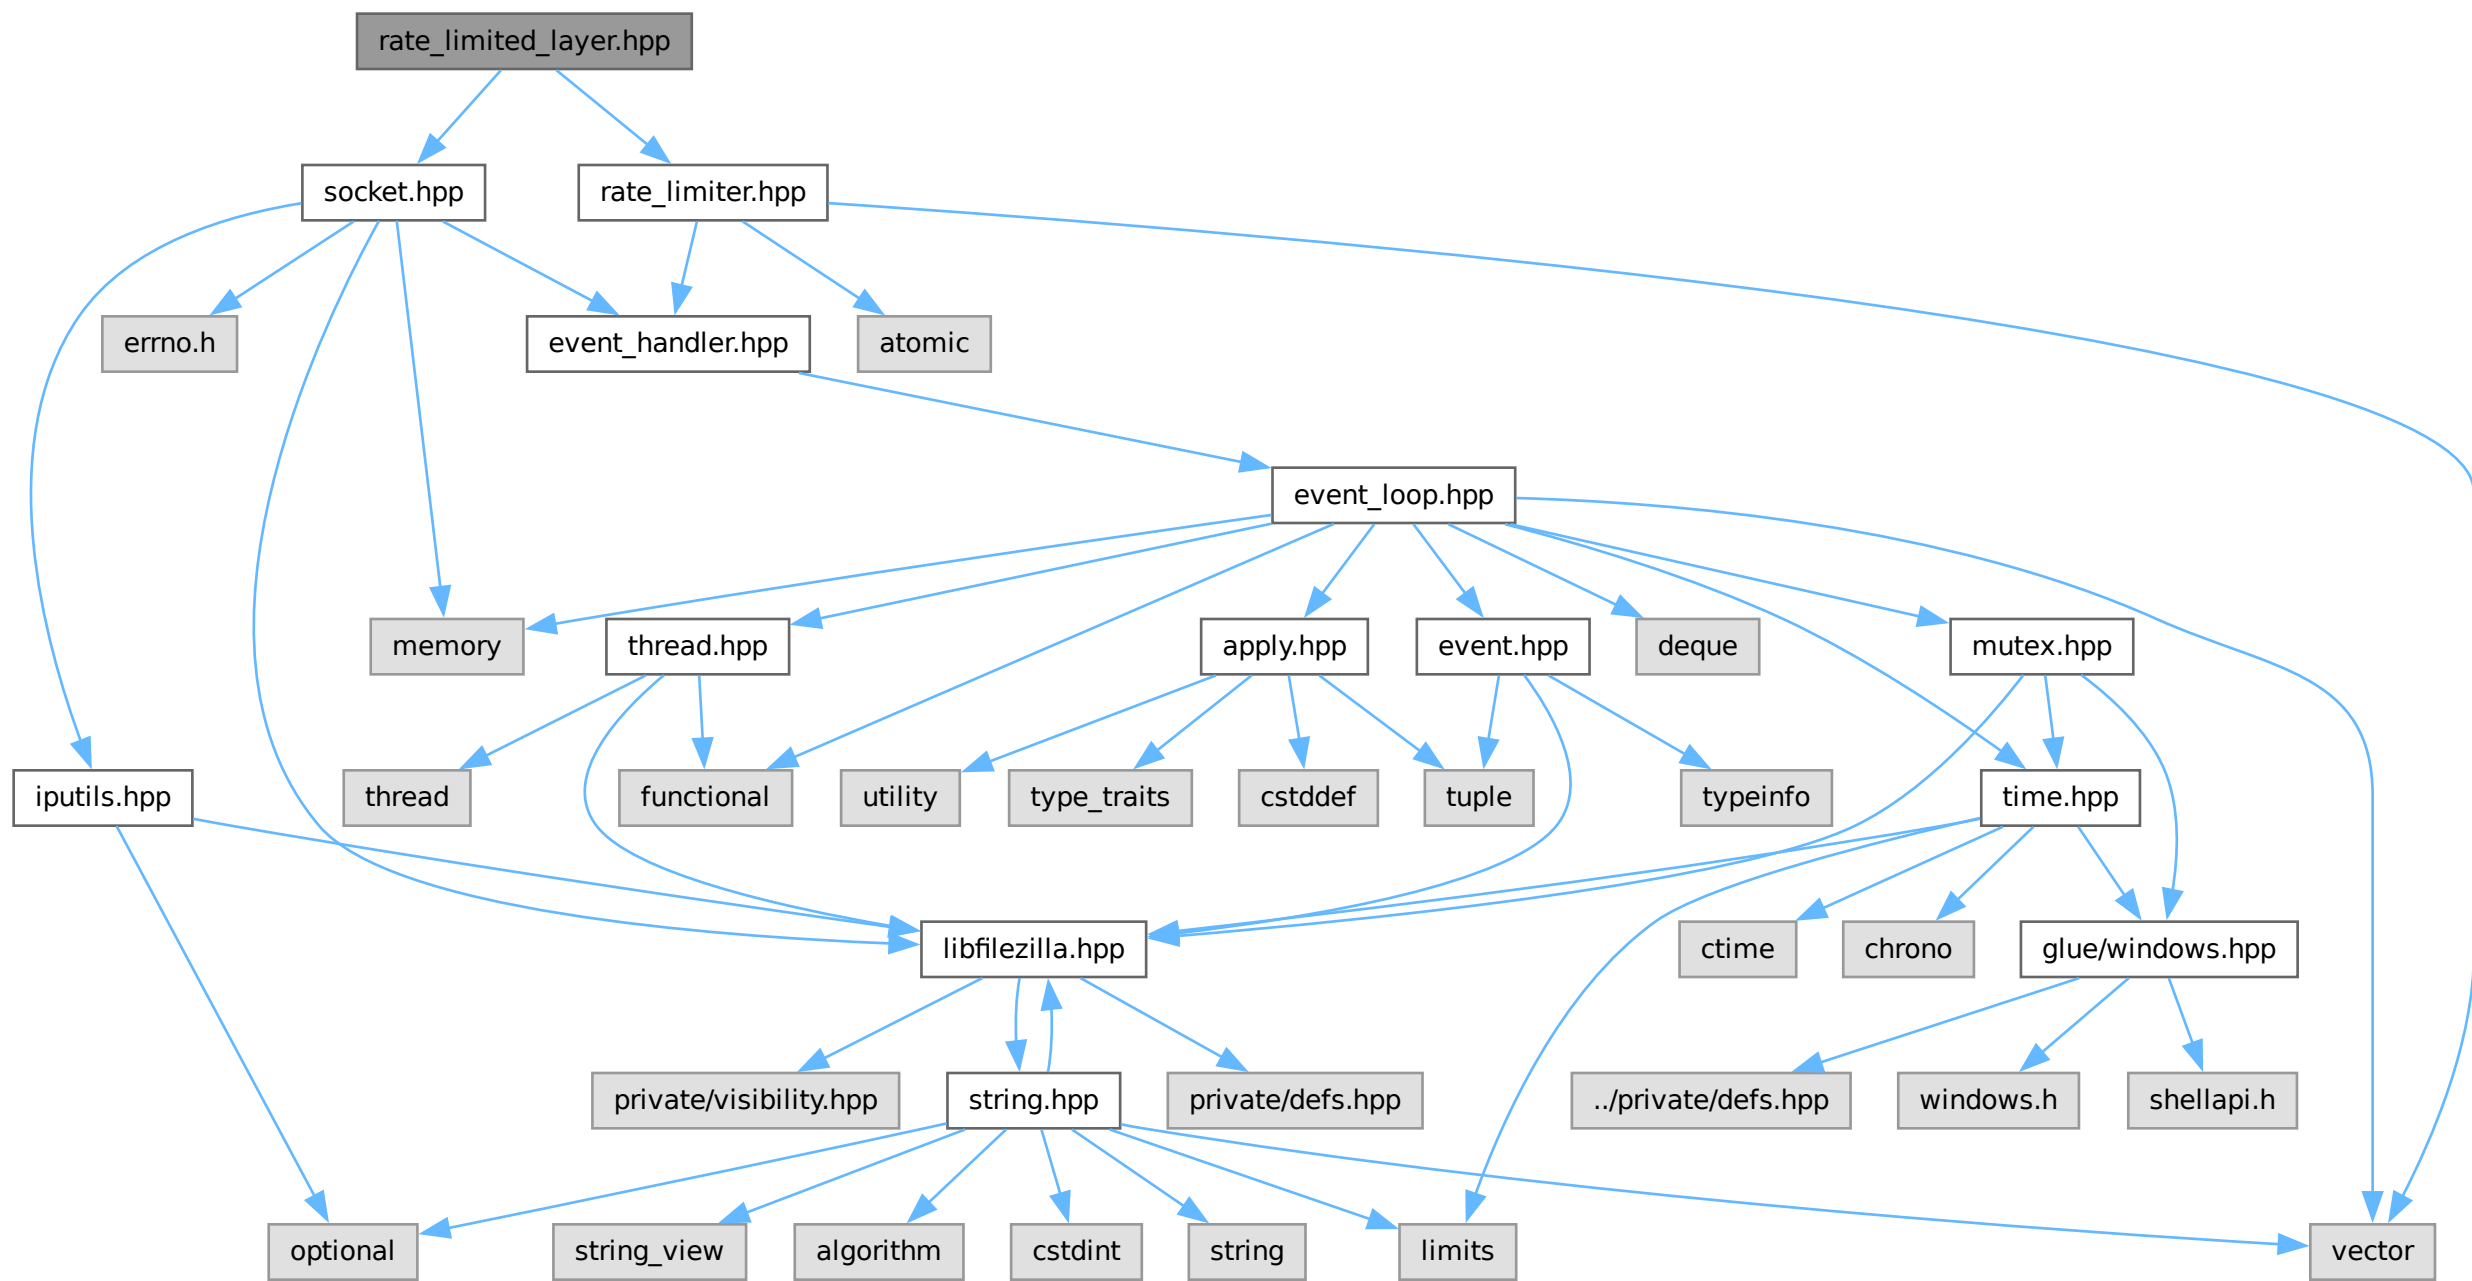 rate_limited_layer.hpp
socket.hpp
rate_limiter.hpp
errno.h
event_handler.hpp
atomic
event_loop.hpp
memory
thread.hpp
apply.hpp
event.hpp
deque
mutex.hpp
iputils.hpp
thread
functional
utility
type_traits
cstddef
tuple
typeinfo
time.hpp
libfilezilla.hpp
ctime
chrono
glue/windows.hpp
private/visibility.hpp
string.hpp
private/defs.hpp
../private/defs.hpp
windows.h
shellapi.h
optional
string_view
algorithm
cstdint
string
limits
vector